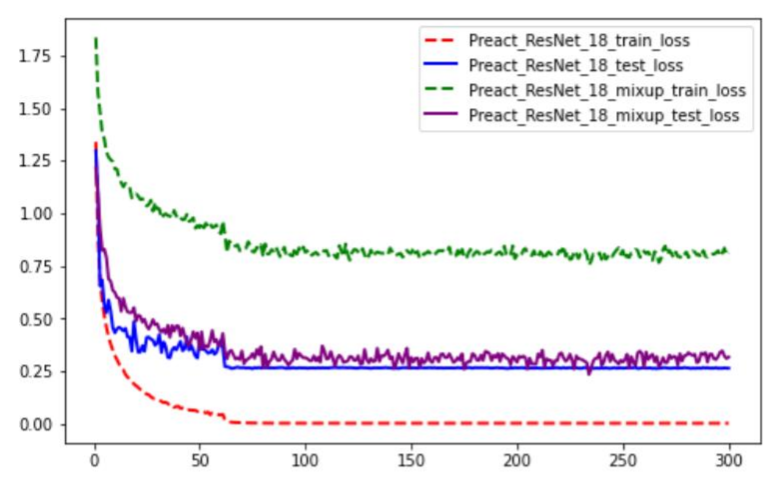 Preact_ResNet_18_train_loss
Preact_ResNet_18_test_loss
Preact_ResNet_18_mixup_train_loss
Preact_ResNet_18_mixup_test_loss
1.75
1.50
1.25
1.00
0.75
0.50
0.25
0.00
0 50 100 150 200 250 300